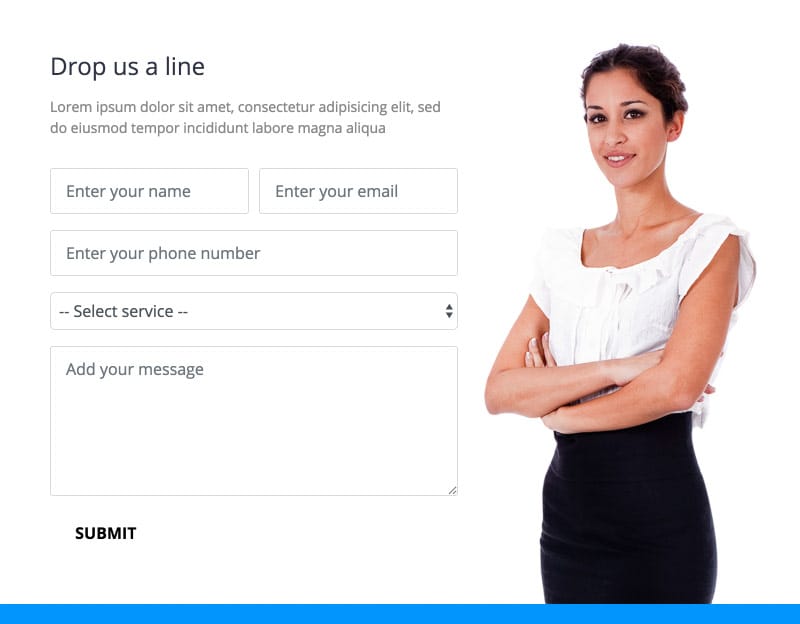 Drop us a line
Lorem ipsum dolor sit amet, consectetur adipisicing elit, sed
do eiusmod tempor incididunt labore magna aliqua
Enter your name
Enter your email
Enter your phone number
-- Select service --
Add your message
SUBMIT